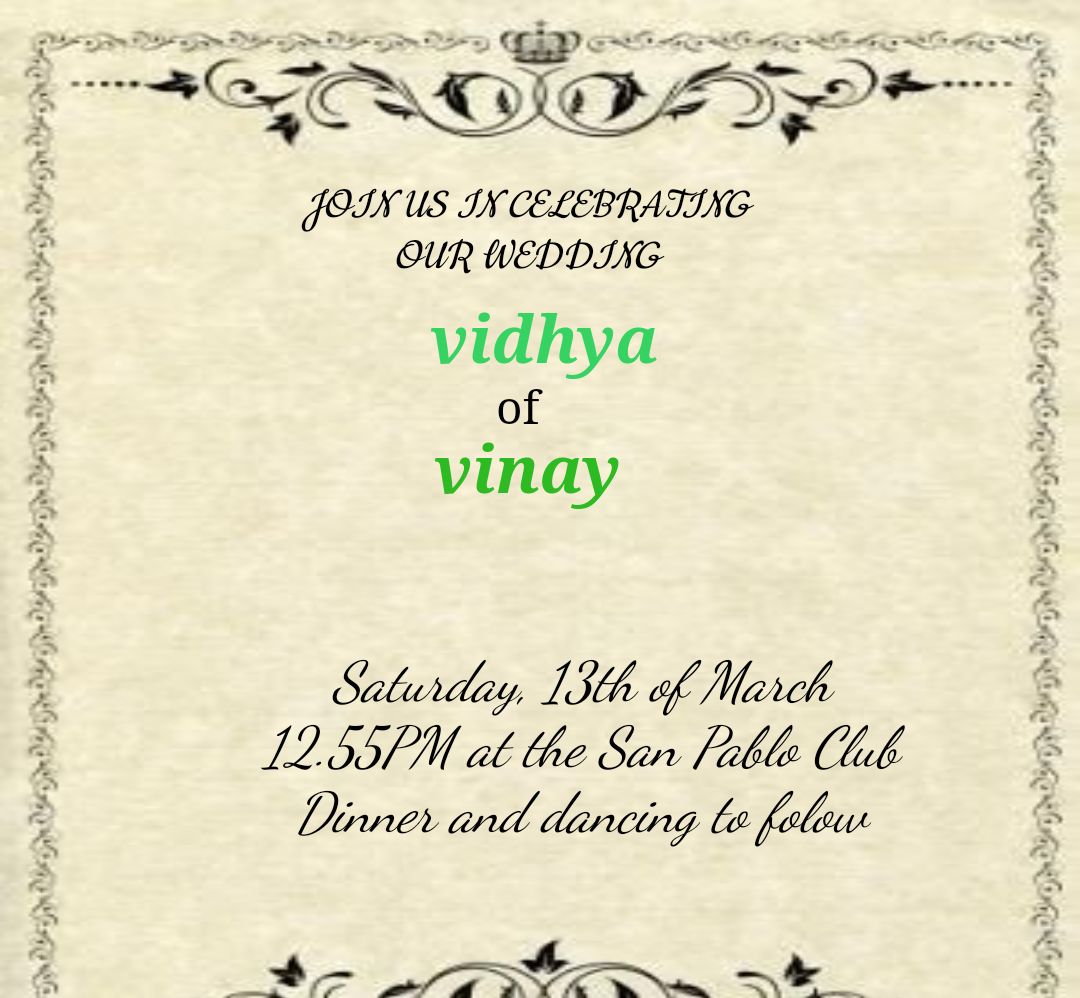 JOIN US IN CELEBRATING
OUR WEDDING
vidhya
of
vinay
Saturday, 13th of March
12.55PM at the San Pablo Club
Dinner and dancing to folow